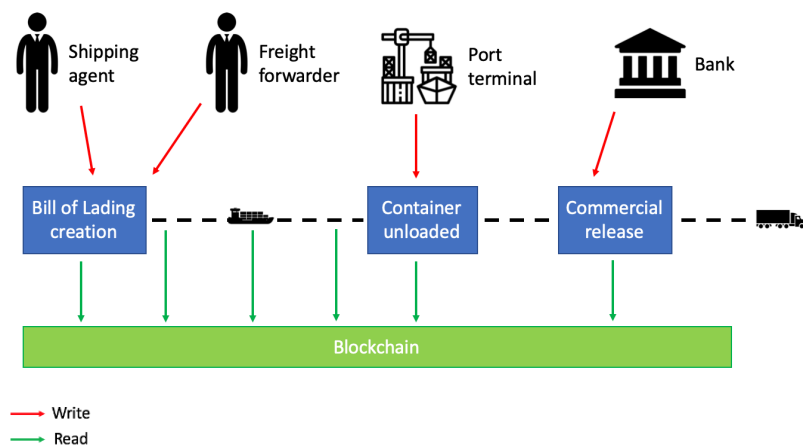 Shipping
agent
Freight
forwarder
Port
terminal
Bank
Bill of Lading
creation
Container
unloaded
Commercial
release
Blockchain
Write
Read